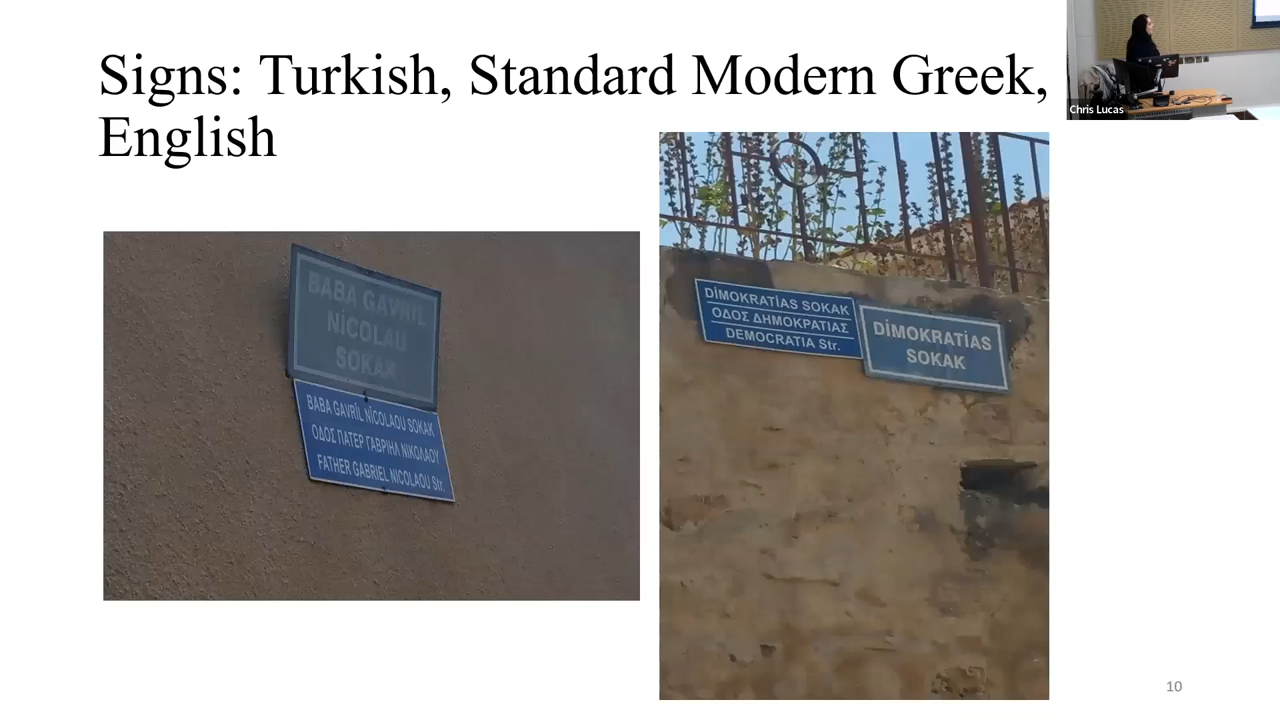 Signs: Turkish, Standard Modern Greek,
English
Chris Lucas
BABA GAVRİL
NİCOLAU
SOKAK
BABA GAVRİL NİCOLAOU SOKAK
ΟΔΟΣ ΠΑΤΕΡ ΓΑΒΡΙΗΛ ΝΙΚΟΛΑΟΥ
FATHER GABRIEL NICOLAOU Str.
DİMOKRATİAS SOKAK
ΟΔΟΣ ΔΗΜΟΚΡΑΤΙΑΣ
DEMOCRATIA Str.
DİMOKRATİAS
SOKAK
10